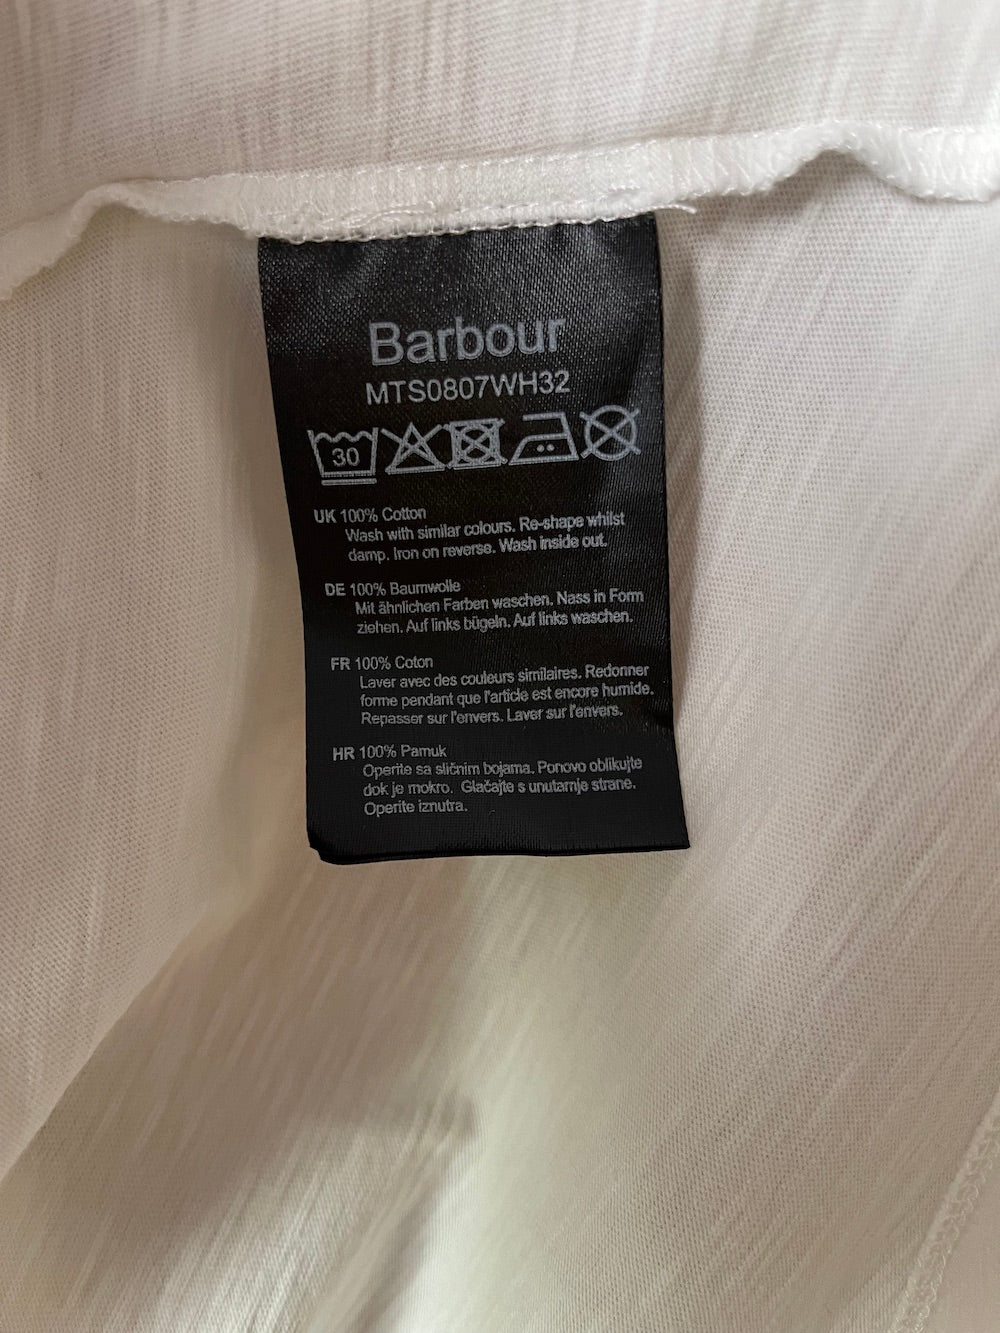 Barbour
MTS0807WH32
30
UK 100% Cotton
Wash with similar colours. Re-shape whilst
damp. Iron on reverse. Wash inside out.
DE 100% Baumwolle
Mit ähnlichen Farben waschen. Nass in Form
ziehen. Auf links bügeln. Auf links waschen.
FR 100% Coton
Laver avec des couleurs similaires. Redonner
forme pendant que l'article est encore humide.
Repasser sur l'envers. Laver sur l'envers.
HR 100% Pamuk
Operite sa sličnim bojama. Ponovo oblikujte
dok je mokro. Glačajte s unutarnje strane.
Operite iznutra.